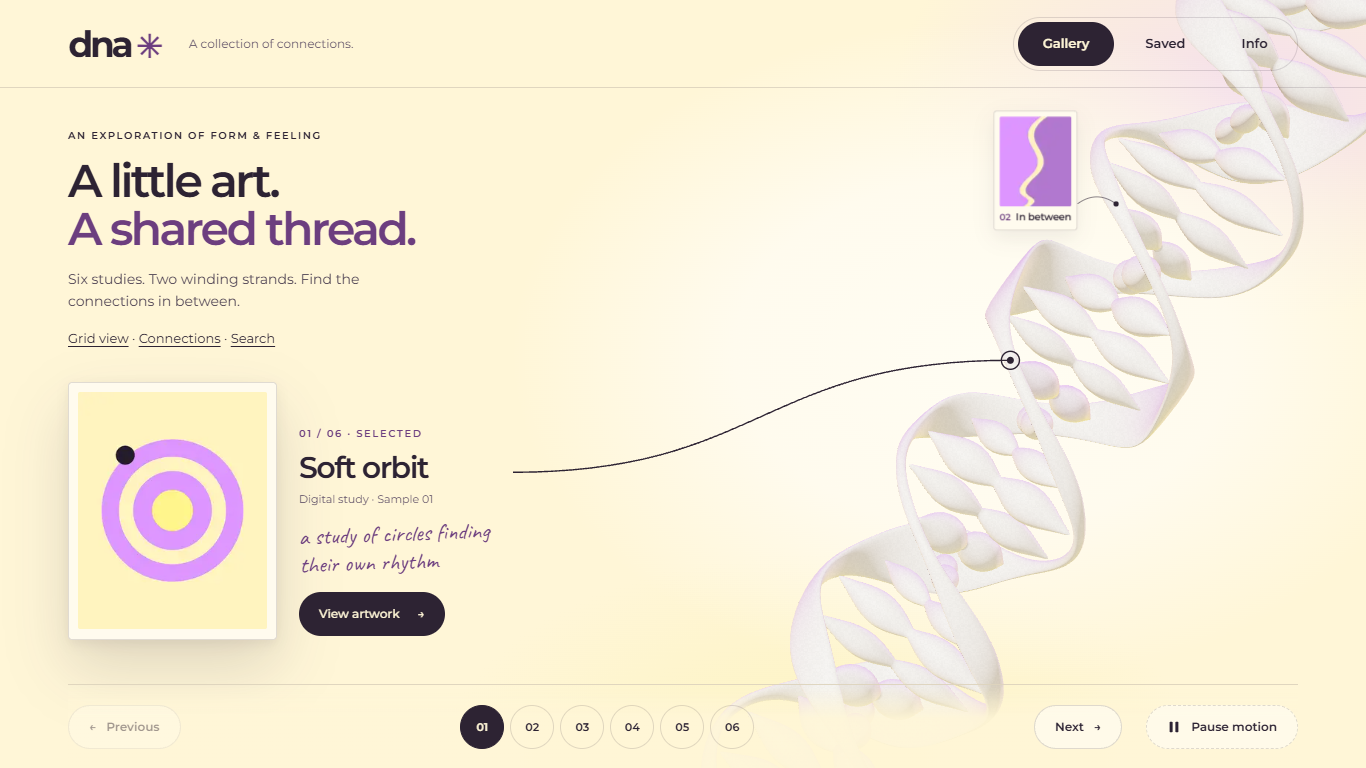 dna
A collection of connections.
Gallery
Saved
Info
AN EXPLORATION OF FORM & FEELING
A little art.
A shared thread.
Six studies. Two winding strands. Find the
connections in between.
Grid view · Connections · Search
02 In between
01 / 06 · SELECTED
Soft orbit
Digital study · Sample 01
a study of circles finding
their own rhythm
View artwork →
← Previous
01
02
03
04
05
06
Next →
Pause motion